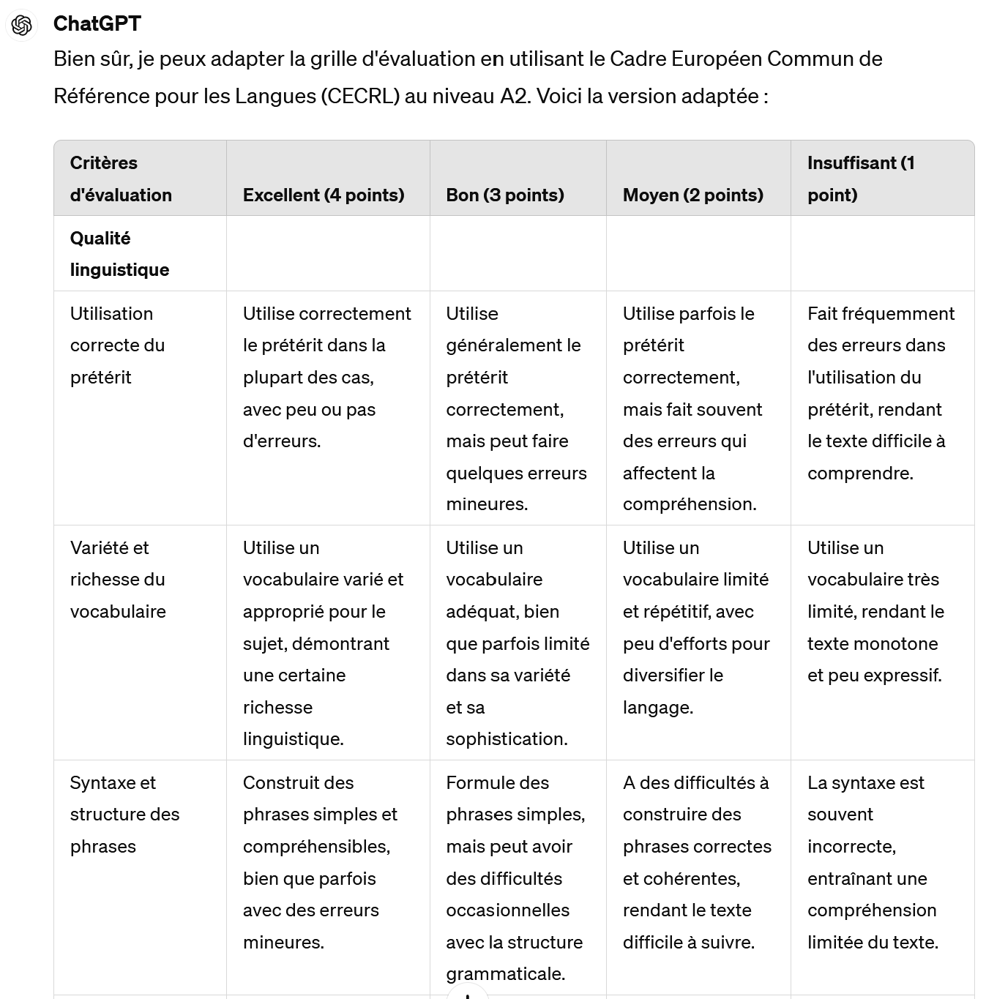 ChatGPT
Bien sûr, je peux adapter la grille d'évaluation en utilisant le Cadre Européen Commun de
Référence pour les Langues (CECRL) au niveau A2. Voici la version adaptée :
Critères
d'évaluation
Excellent (4 points)
Bon (3 points)
Moyen (2 points)
Insuffisant (1
point)
Qualité
linguistique
Utilisation
correcte du
prétérit
Utilise correctement
le prétérit dans la
plupart des cas,
avec peu ou pas
d'erreurs.
Utilise
généralement le
prétérit
correctement,
mais peut faire
quelques erreurs
mineures.
Utilise parfois le
prétérit
correctement,
mais fait souvent
des erreurs qui
affectent la
compréhension.
Fait fréquemment
des erreurs dans
l'utilisation du
prétérit, rendant
le texte difficile à
comprendre.
Variété et
richesse du
vocabulaire
Utilise un
vocabulaire varié et
approprié pour le
sujet, démontrant
une certaine
richesse
linguistique.
Utilise un
vocabulaire
adéquat, bien
que parfois limité
dans sa variété
et sa
sophistication.
Utilise un
vocabulaire limité
et répétitif, avec
peu d'efforts pour
diversifier le
langage.
Utilise un
vocabulaire très
limité, rendant le
texte monotone
et peu expressif.
Syntaxe et
structure des
phrases
Construit des
phrases simples et
compréhensibles,
bien que parfois
avec des erreurs
mineures.
Formule des
phrases simples,
mais peut avoir
des difficultés
occasionnelles
avec la structure
grammaticale.
A des difficultés à
construire des
phrases correctes
et cohérentes,
rendant le texte
difficile à suivre.
La syntaxe est
souvent
incorrecte,
entraînant une
compréhension
limitée du texte.